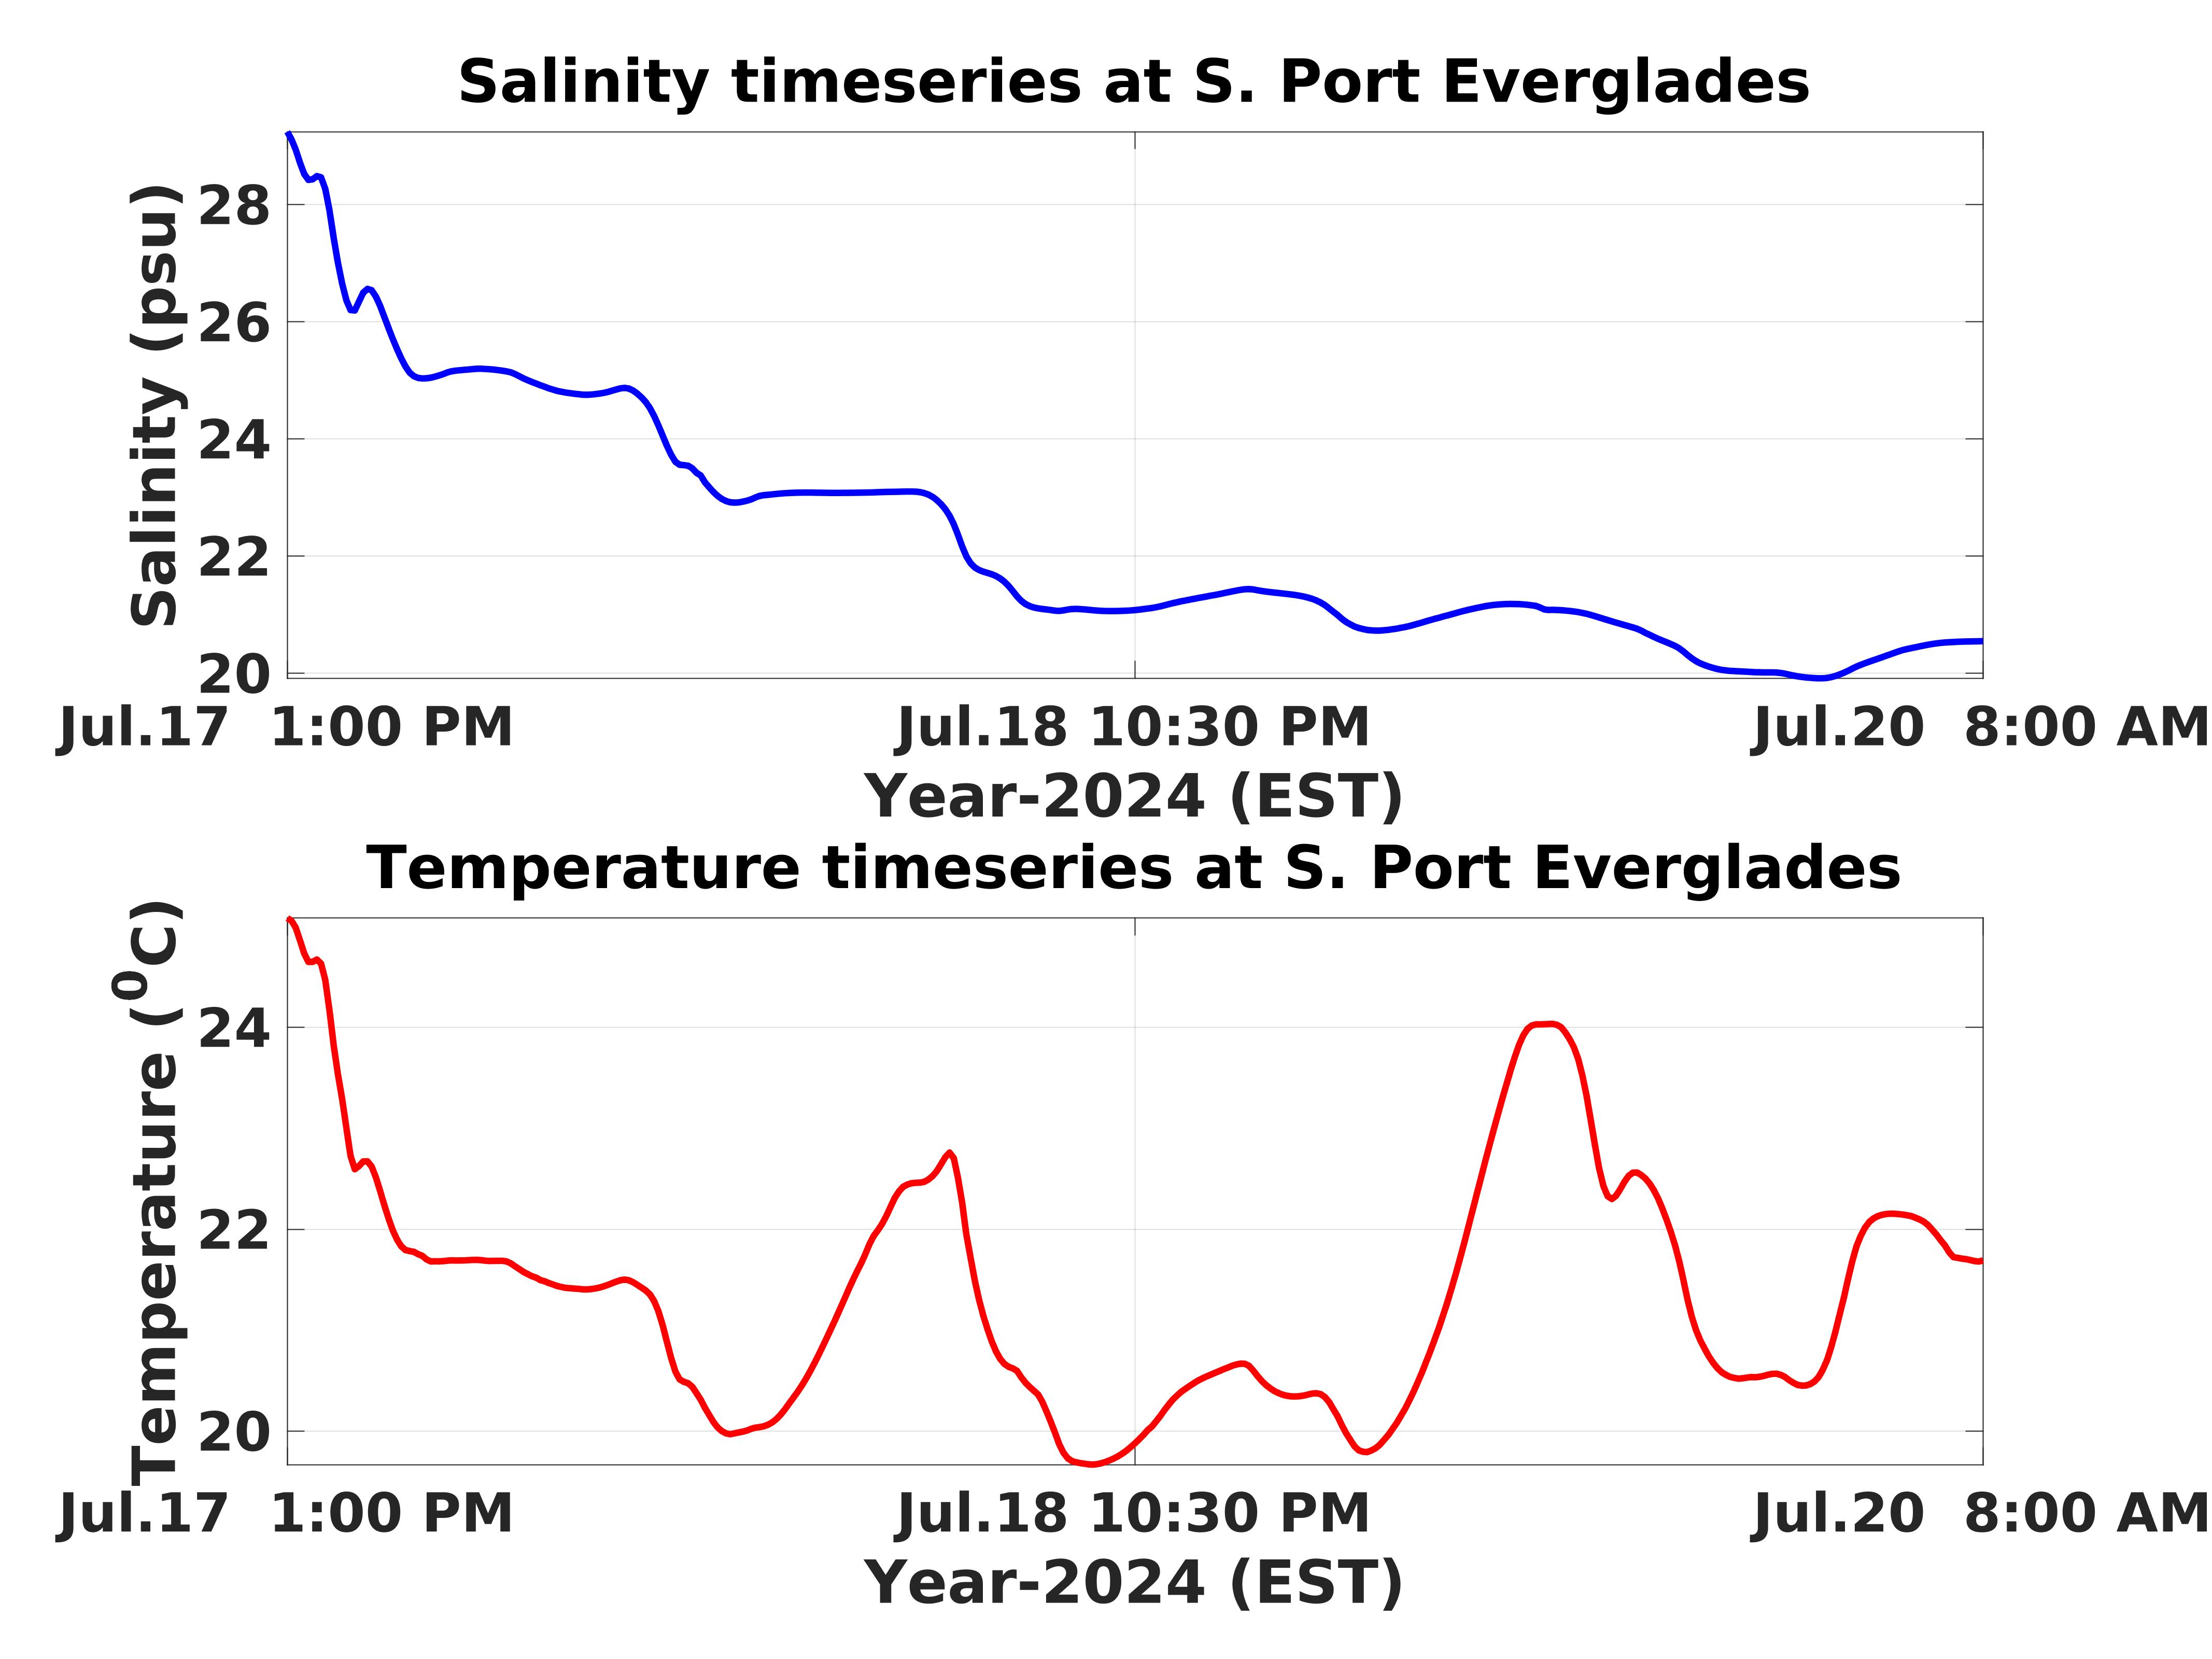 Salinity timeseries at S. Port Everglades
Salinity (psu)
28
26
24
22
20
Jul.17  1:00 PM Jul.18 10:30 PM Jul.20  8:00 AM
Year-2024 (EST)
Temperature timeseries at S. Port Everglades
Temperature (⁰C)
24
22
20
Jul.17  1:00 PM Jul.18 10:30 PM Jul.20  8:00 AM
Year-2024 (EST)